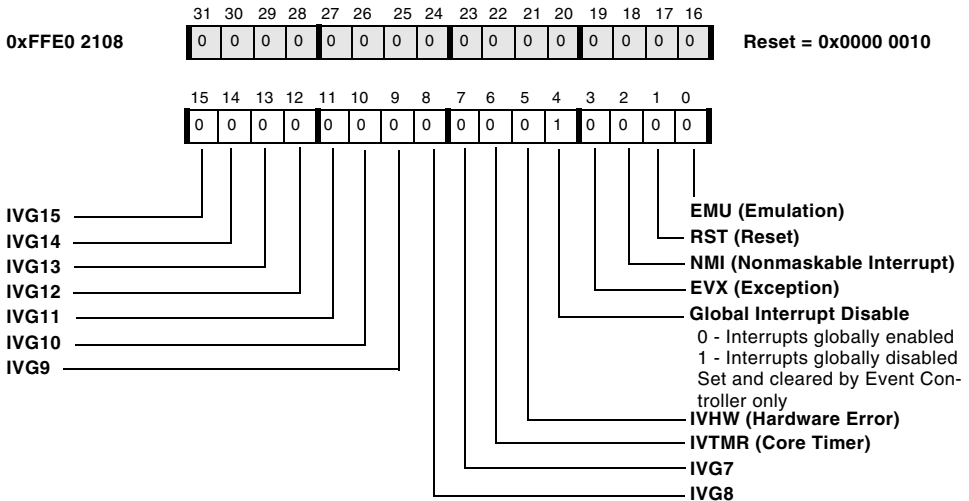 31 30 29 28 27 26 25 24 23 22 21 20 19 18 17 16
0xFFE0 2108 0 0 0 0 0 0 0 0 0 0 0 0 0 0 0 0 Reset = 0x0000 0010
15 14 13 12 11 10 9 8 7 6 5 4 3 2 1 0
0 0 0 0 0 0 0 0 0 0 0 1 0 0 0 0
IVG15
IVG14
IVG13
IVG12
IVG11
IVG10
IVG9
EMU (Emulation)
RST (Reset)
NMI (Nonmaskable Interrupt)
EVX (Exception)
Global Interrupt Disable
0 - Interrupts globally enabled
1 - Interrupts globally disabled
Set and cleared by Event Con-
troller only
IVHW (Hardware Error)
IVTMR (Core Timer)
IVG7
IVG8